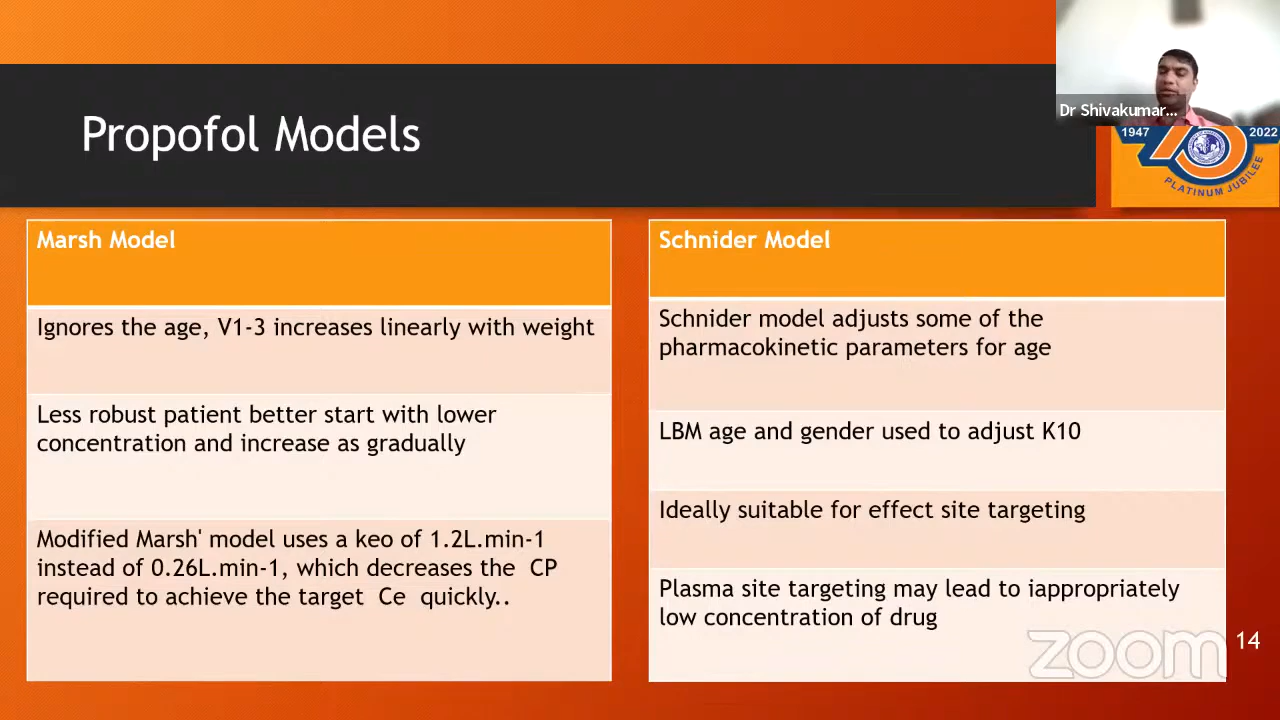 Dr Shivakumar...
Propofol Models
1947
2022
PLATINUM JUBILEE
Marsh Model
Ignores the age, V1-3 increases linearly with weight
Less robust patient better start with lower
concentration and increase as gradually
Modified Marsh' model uses a keo of 1.2L.min-1
instead of 0.26L.min-1, which decreases the CP
required to achieve the target Ce quickly..
Schnider Model
Schnider model adjusts some of the
pharmacokinetic parameters for age
LBM age and gender used to adjust K10
Ideally suitable for effect site targeting
Plasma site targeting may lead to iappropriately
low concentration of drug
zoom
14